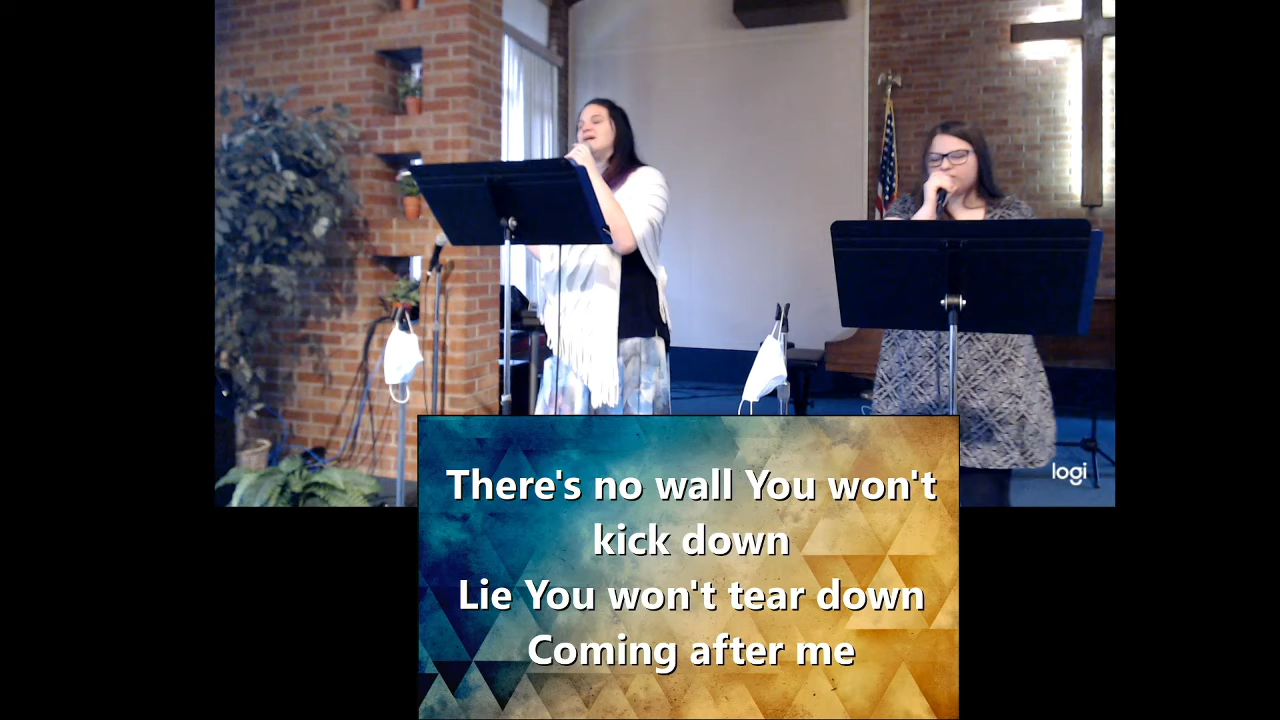 logi
There's no wall You won't
kick down
Lie You won't tear down
Coming after me